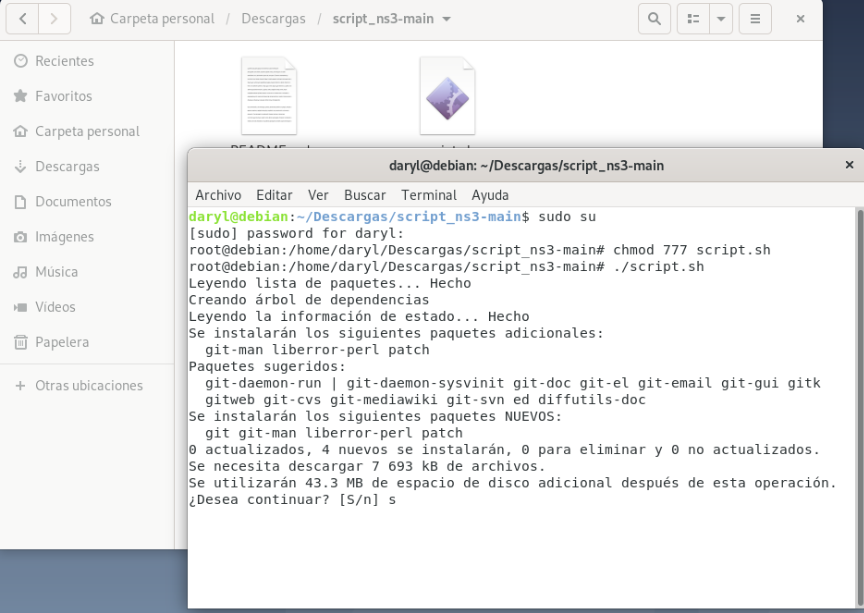 Carpeta personal / Descargas / script_ns3-main
Recientes
Favoritos
Carpeta personal
Descargas
Documentos
Imágenes
Música
Vídeos
Papelera
+ Otras ubicaciones
daryl@debian: ~/Descargas/script_ns3-main
Archivo Editar Ver Buscar Terminal Ayuda
daryl@debian:~/Descargas/script_ns3-main$ sudo su
[sudo] password for daryl:
root@debian:/home/daryl/Descargas/script_ns3-main# chmod 777 script.sh
root@debian:/home/daryl/Descargas/script_ns3-main# ./script.sh
Leyendo lista de paquetes... Hecho
Creando árbol de dependencias
Leyendo la información de estado... Hecho
Se instalarán los siguientes paquetes adicionales:
git-man liberror-perl patch
Paquetes sugeridos:
git-daemon-run | git-daemon-sysvinit git-doc git-el git-email git-gui gitk
gitweb git-cvs git-mediawiki git-svn ed diffutils-doc
Se instalarán los siguientes paquetes NUEVOS:
git git-man liberror-perl patch
0 actualizados, 4 nuevos se instalarán, 0 para eliminar y 0 no actualizados.
Se necesita descargar 7 693 kB de archivos.
Se utilizarán 43.3 MB de espacio de disco adicional después de esta operación.
¿Desea continuar? [S/n] s